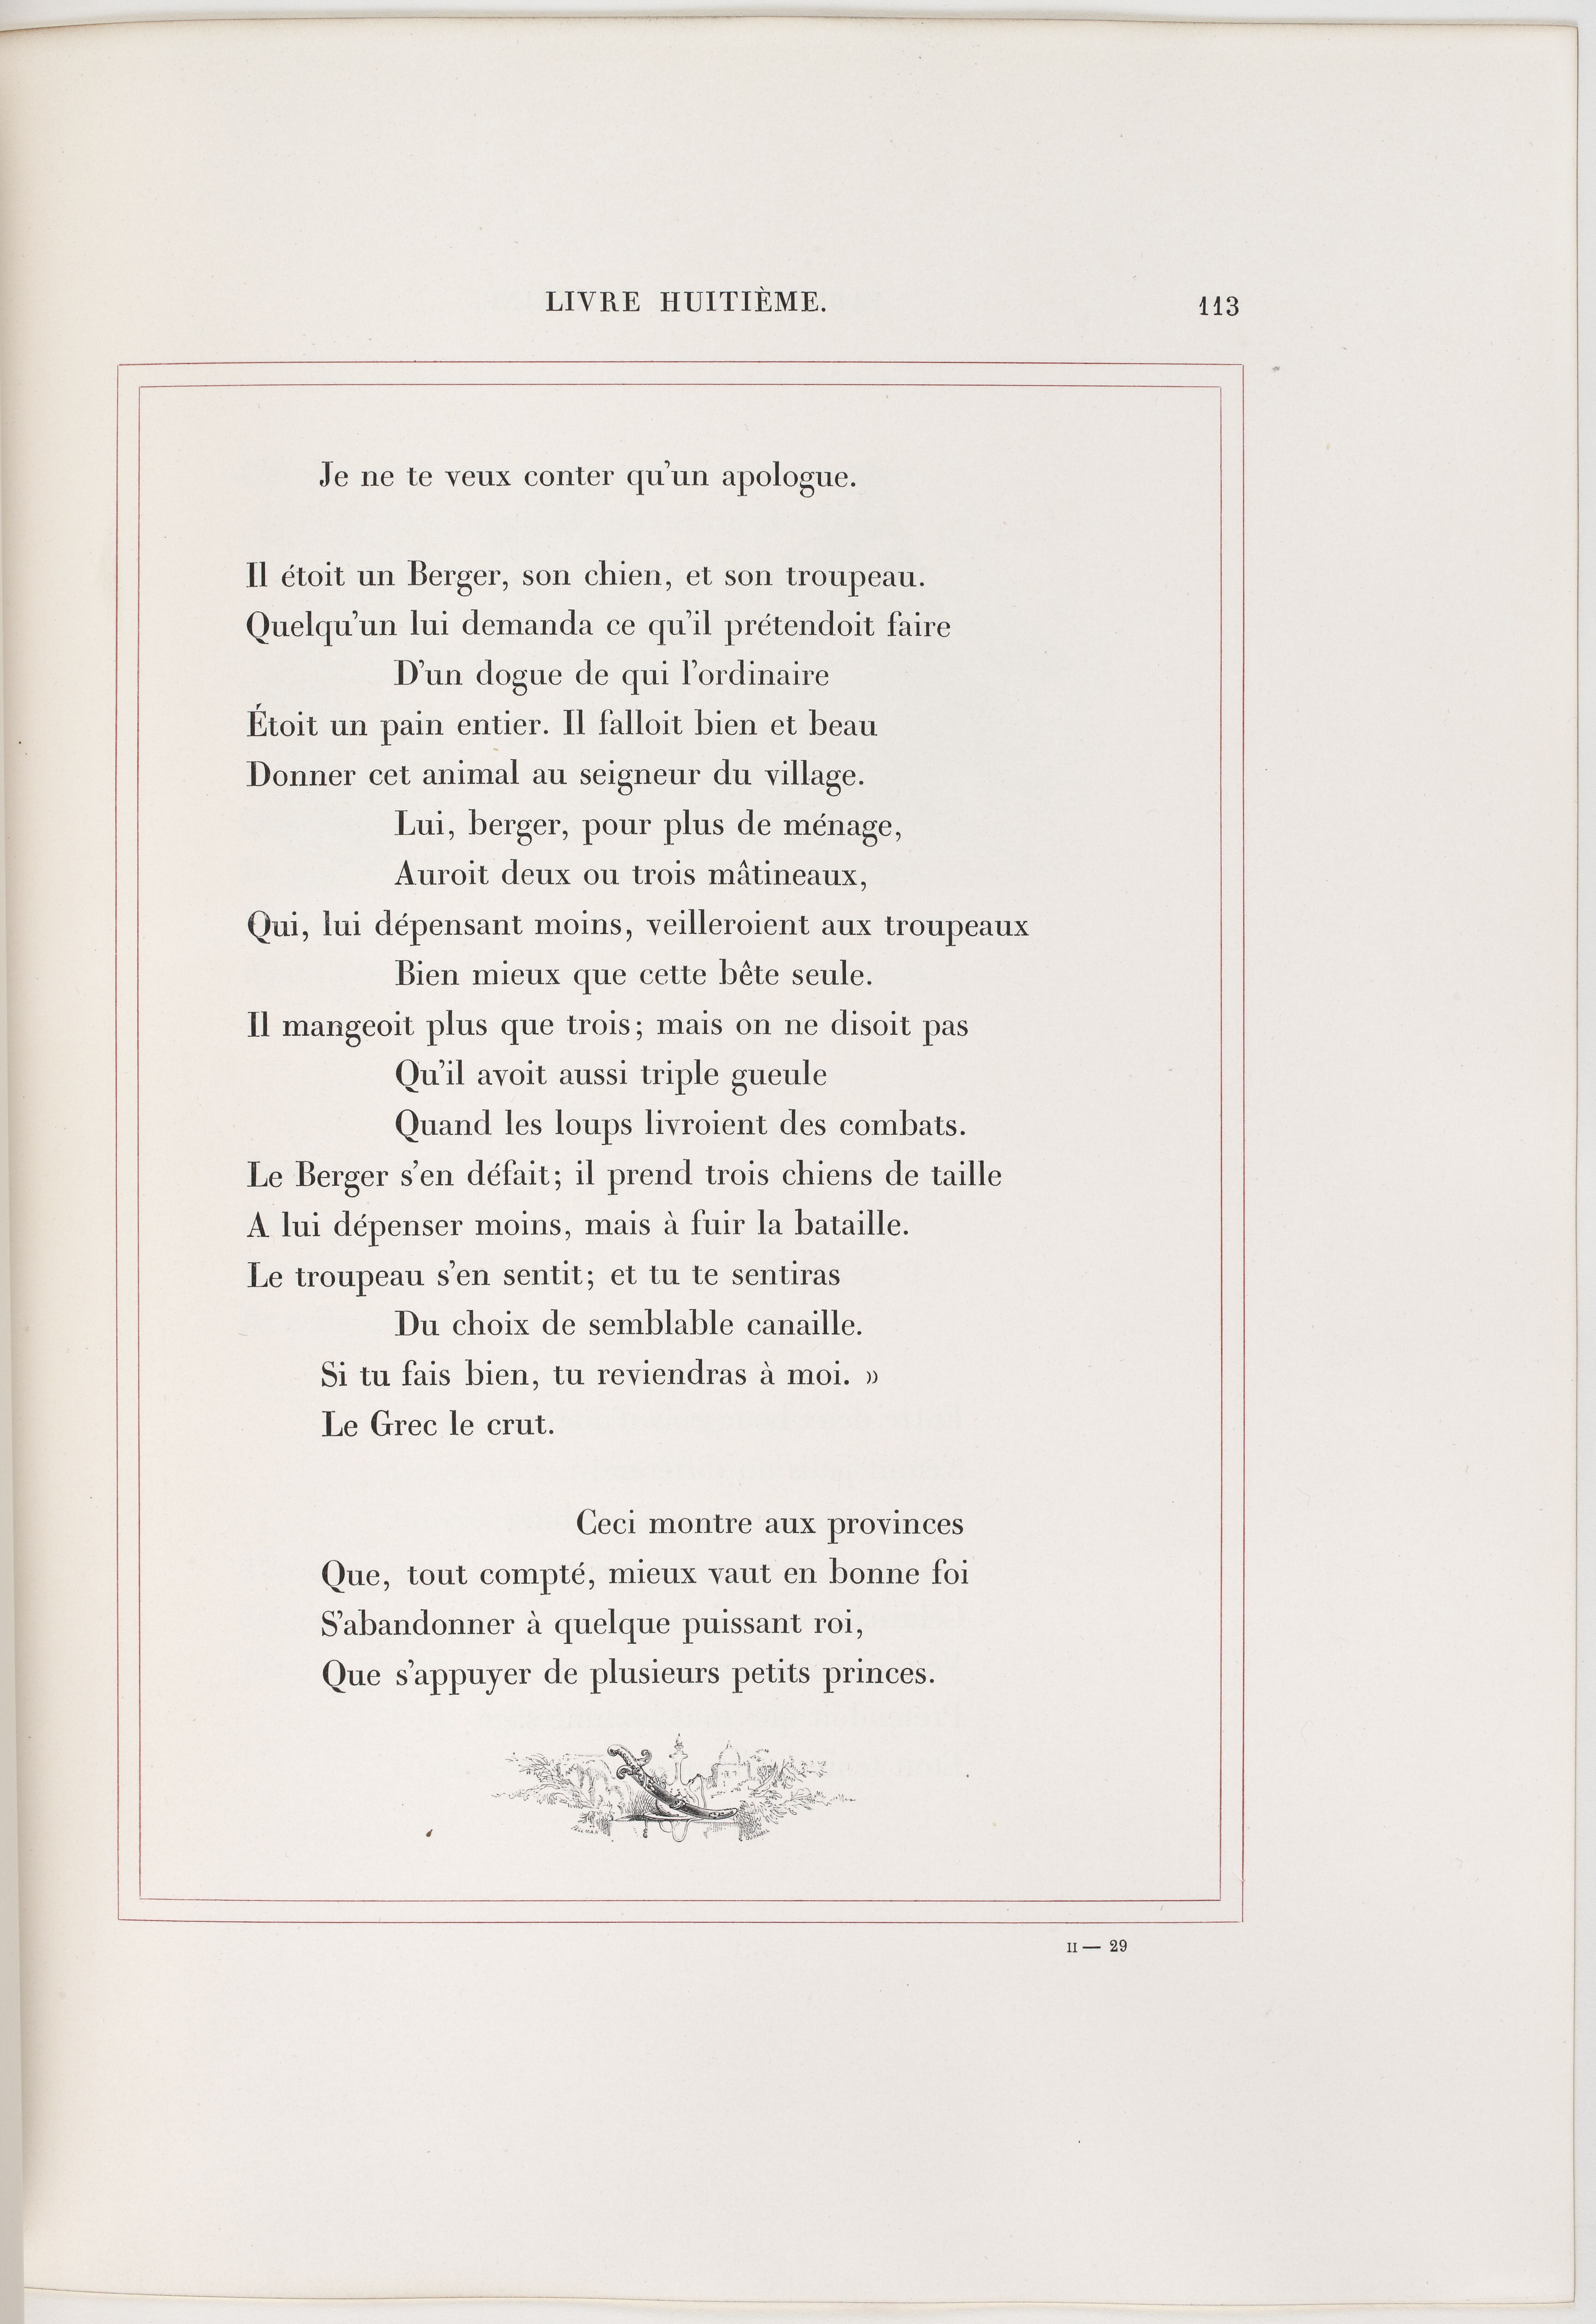 LIVRE HUITIÈME.
113
Je ne te veux conter qu'un apologue.
Il étoit un Berger, son chien, et son troupeau.
Quelqu'un lui demanda ce qu'il prétendoit faire
D'un dogue de qui l'ordinaire
Étoit un pain entier. Il falloit bien et beau
Donner cet animal au seigneur du village.
Lui, berger, pour plus de ménage,
Auroit deux ou trois mâtineaux,
Qui, lui dépensant moins, veilleroient aux troupeaux
Bien mieux que cette bête seule.
Il mangeoit plus que trois; mais on ne disoit pas
Qu'il avoit aussi triple gueule
Quand les loups livroient des combats.
Le Berger s'en défait; il prend trois chiens de taille
A lui dépenser moins, mais à fuir la bataille.
Le troupeau s'en sentit; et tu te sentiras
Du choix de semblable canaille.
Si tu fais bien, tu reviendras à moi. »
Le Grec le crut.
Ceci montre aux provinces
Que, tout compté, mieux vaut en bonne foi
S'abandonner à quelque puissant roi,
Que s'appuyer de plusieurs petits princes.
II — 29